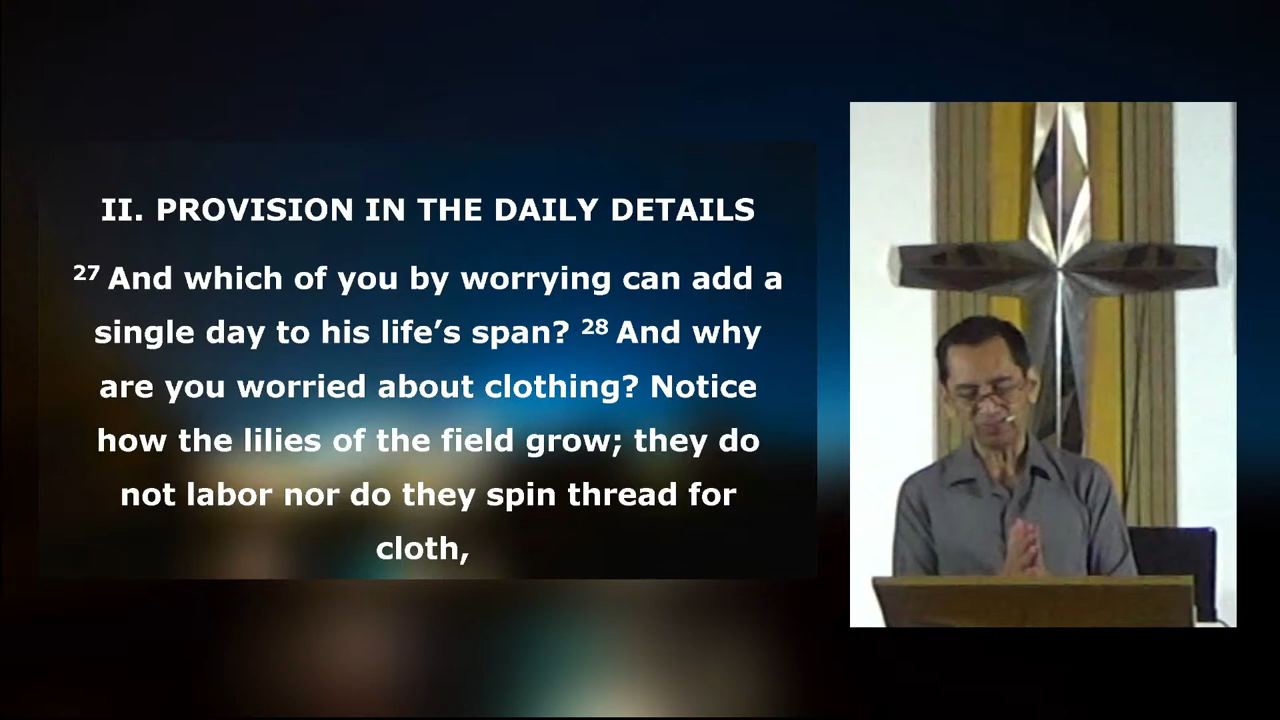 II. PROVISION IN THE DAILY DETAILS
27 And which of you by worrying can add a
single day to his life’s span? 28 And why
are you worried about clothing? Notice
how the lilies of the field grow; they do
not labor nor do they spin thread for
cloth,